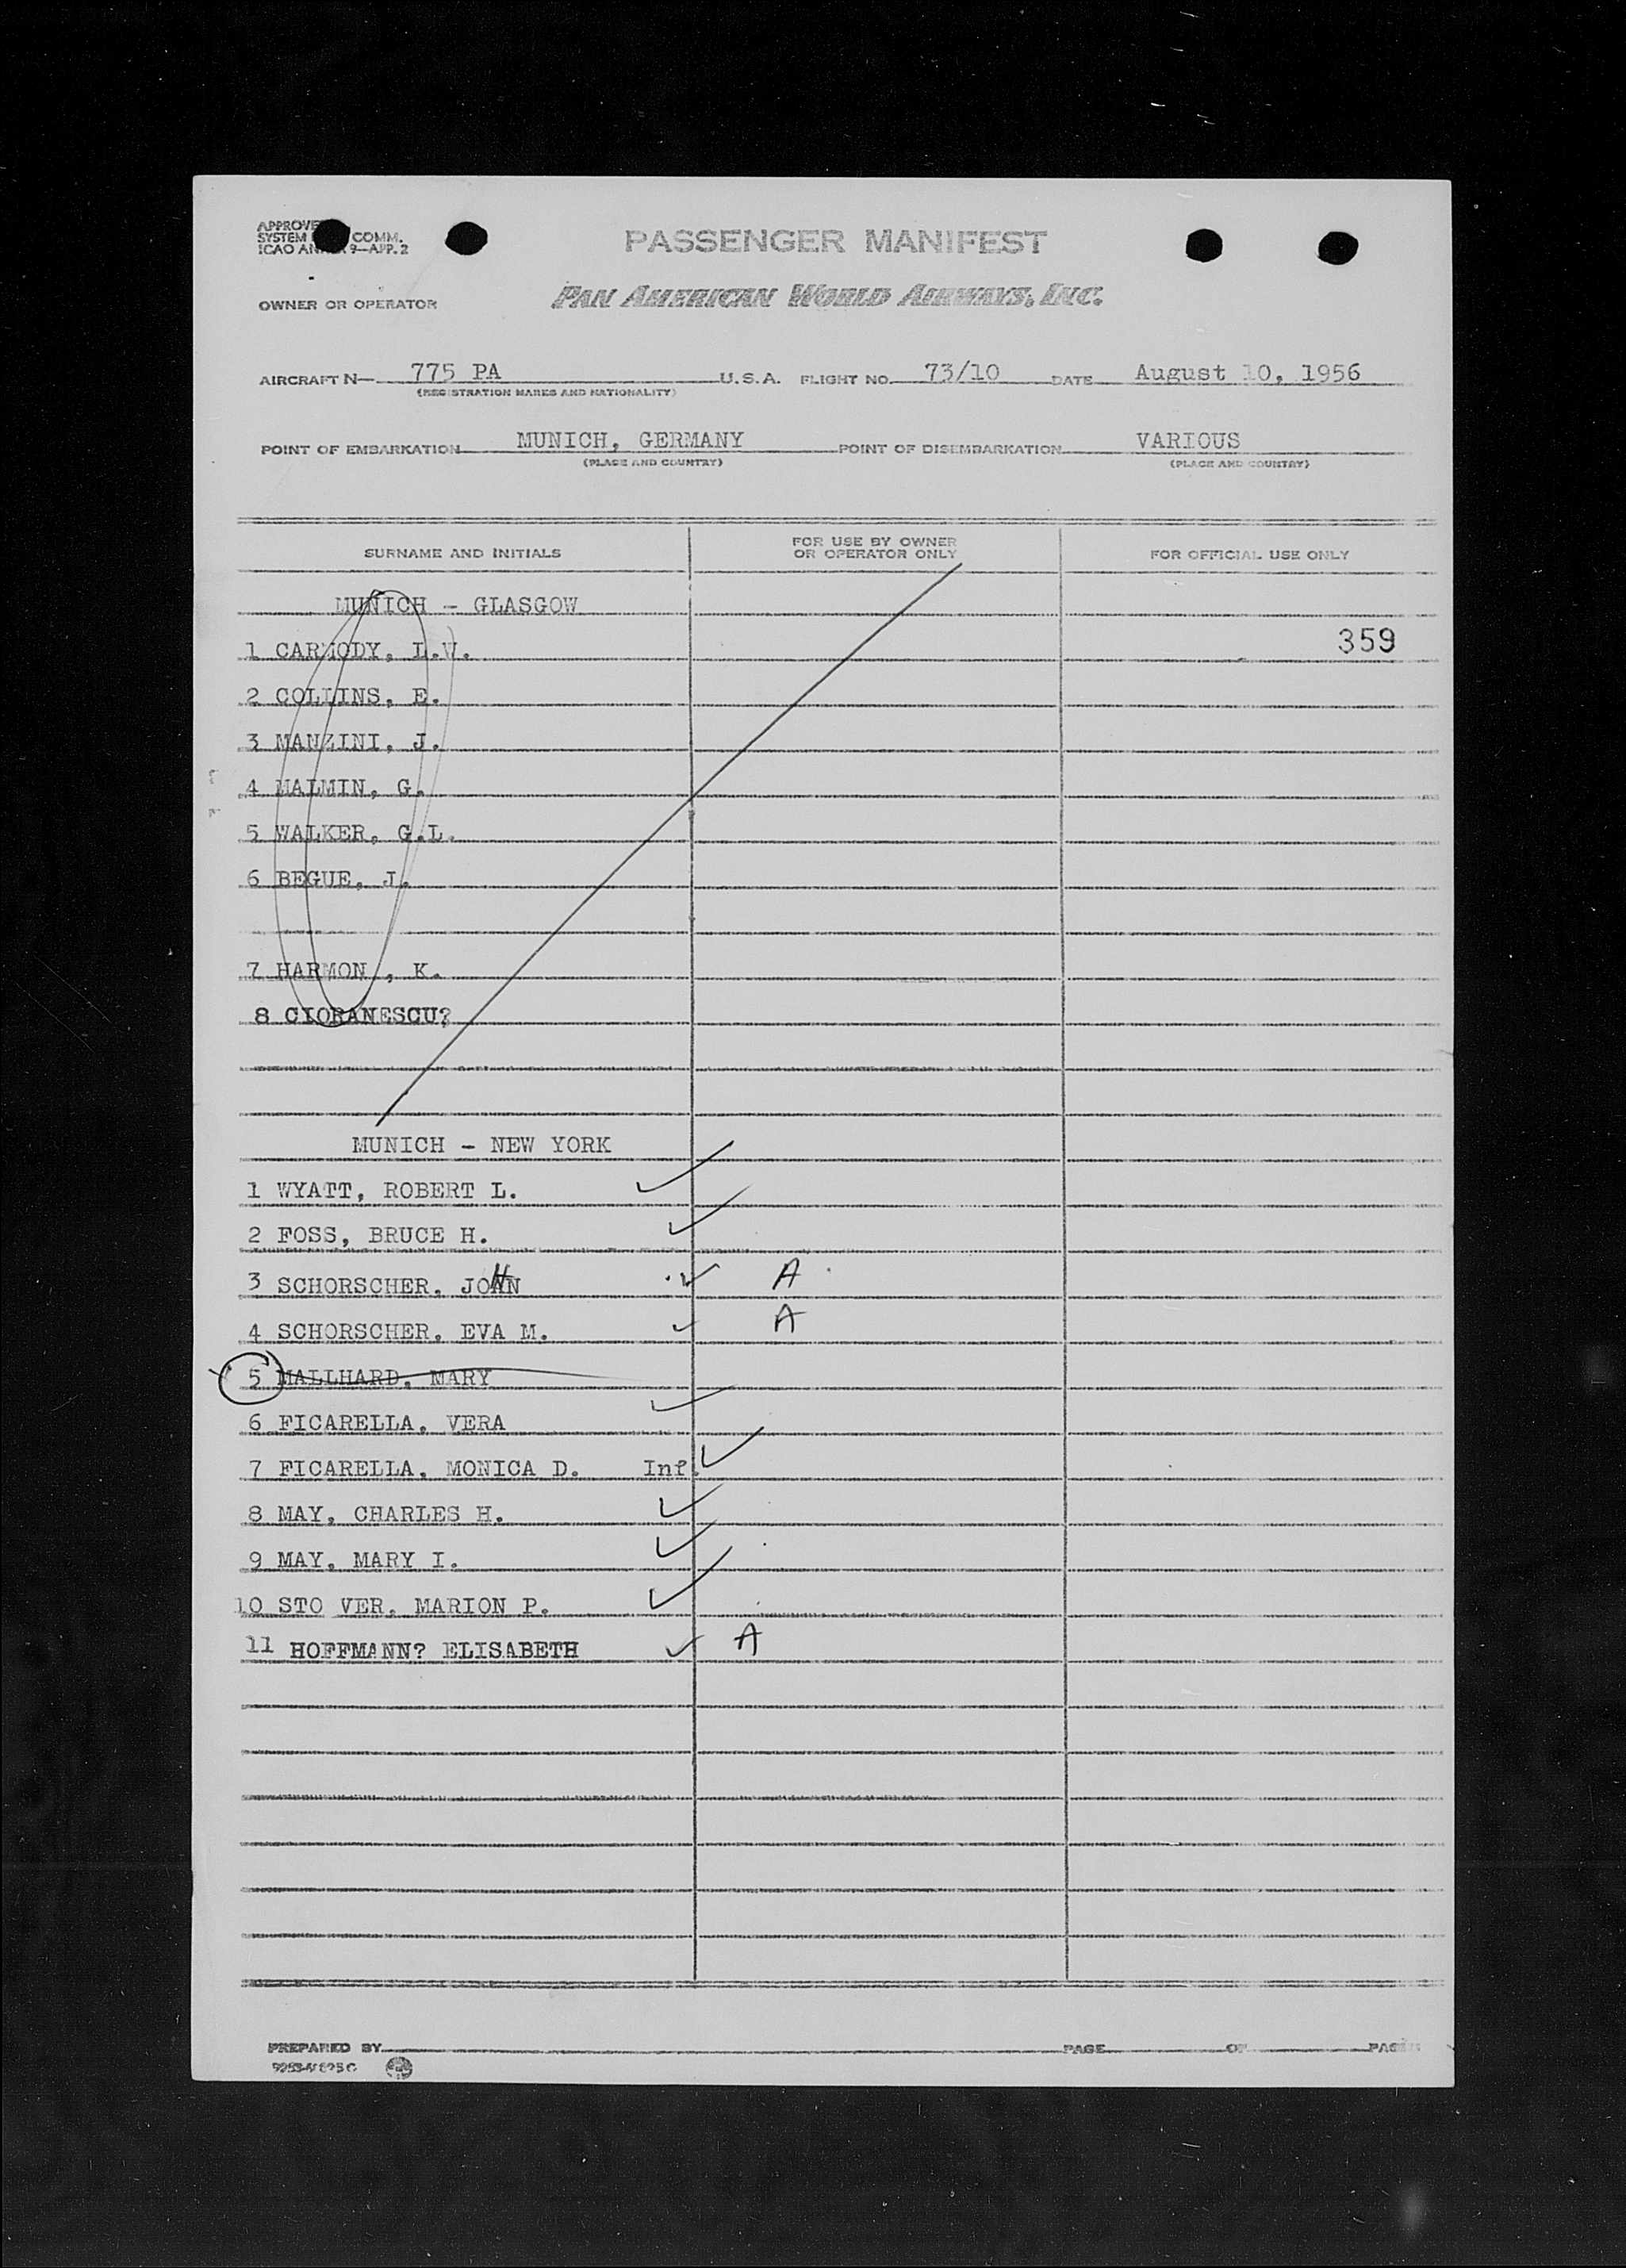 APPROVE
SYSTEM COMM.
ICAO AN 9—APP. 2
PASSENGER MANIFEST
OWNER OR OPERATOR
PAN AMERICAN WORLD AIRWAYS, INC.
AIRCRAFT N— 775 PA U.S.A. FLIGHT NO. 73/10 DATE August 10, 1956
(REGISTRATION MARKS AND NATIONALITY)
POINT OF EMBARKATION MUNICH, GERMANY POINT OF DISEMBARKATION VARIOUS
(PLACE AND COUNTRY) (PLACE AND COUNTRY)
SURNAME AND INITIALS FOR USE BY OWNER OR OPERATOR ONLY FOR OFFICIAL USE ONLY
MUNICH - GLASGOW
1 CARMODY, L.V. 359
2 COLLINS, E.
3 MANZINI, J.
4 MALMIN, G.
5 WALKER, G.L.
6 BEGUE, J.
7 HARMON , K.
8 CIORANESCU?
MUNICH - NEW YORK
1 WYATT, ROBERT L.
2 FOSS, BRUCE H.
3 SCHORSCHER, JOHN A
4 SCHORSCHER, EVA M. A
5 MALLHARD, MARY
6 FICARELLA, VERA
7 FICARELLA, MONICA D. Inf.
8 MAY, CHARLES H.
9 MAY, MARY I.
10 STO VER, MARION P.
11 HOFFMANN? ELISABETH A
PREPARED BY PAGE OF PAGES